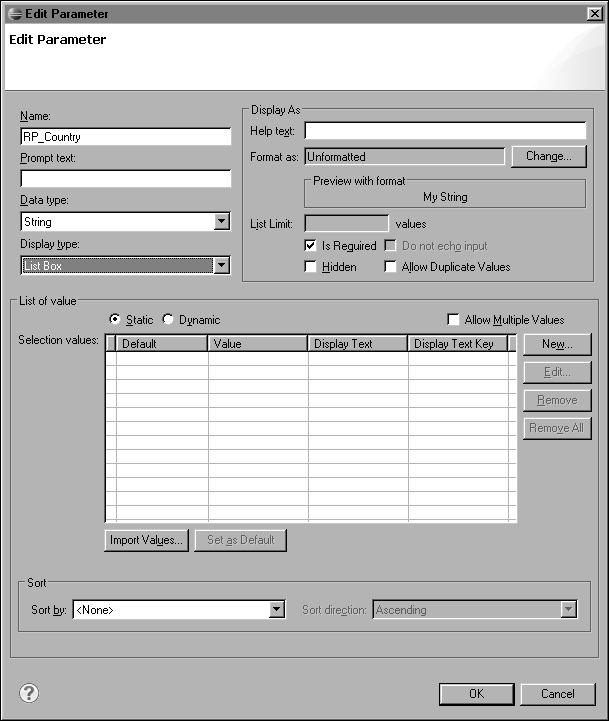 Edit Parameter
Edit Parameter
Name:
RP_Country
Prompt text:
Data type:
String
Display type:
List Box
Display As
Help text:
Format as: Unformatted Change...
Preview with format
My String
List Limit: values
Is Required Do not echo input
Hidden Allow Duplicate Values
List of value
Static Dynamic Allow Multiple Values
Selection values: Default Value Display Text Display Text Key New...
Edit...
Remove
Remove All
Import Values... Set as Default
Sort
Sort by: <None> Sort direction: Ascending
? OK Cancel